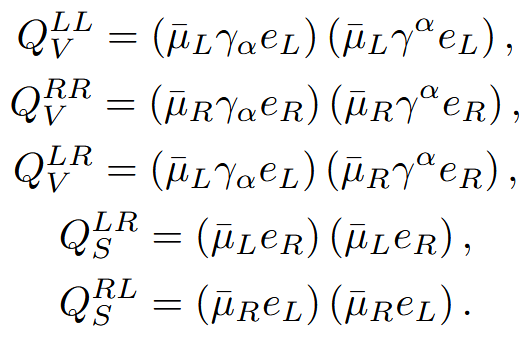 $Q_V^{LL} = (\bar{\mu}_L \gamma_\alpha e_L) (\bar{\mu}_L \gamma^\alpha e_L) ,$
$Q_V^{RR} = (\bar{\mu}_R \gamma_\alpha e_R) (\bar{\mu}_R \gamma^\alpha e_R) ,$
$Q_V^{LR} = (\bar{\mu}_L \gamma_\alpha e_L) (\bar{\mu}_R \gamma^\alpha e_R) ,$
$Q_S^{LR} = (\bar{\mu}_L e_R) (\bar{\mu}_L e_R) ,$
$Q_S^{RL} = (\bar{\mu}_R e_L) (\bar{\mu}_R e_L) .$